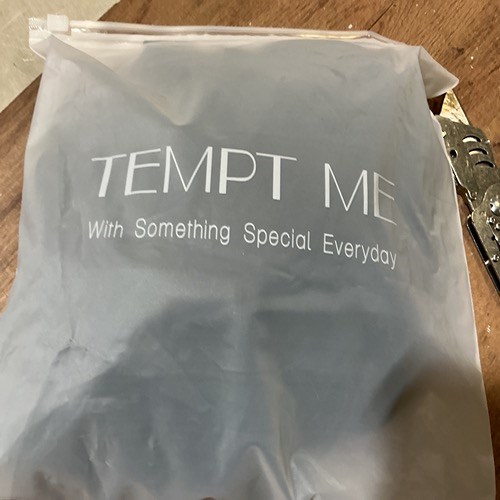 TEMPT ME
With Something Special Everyday